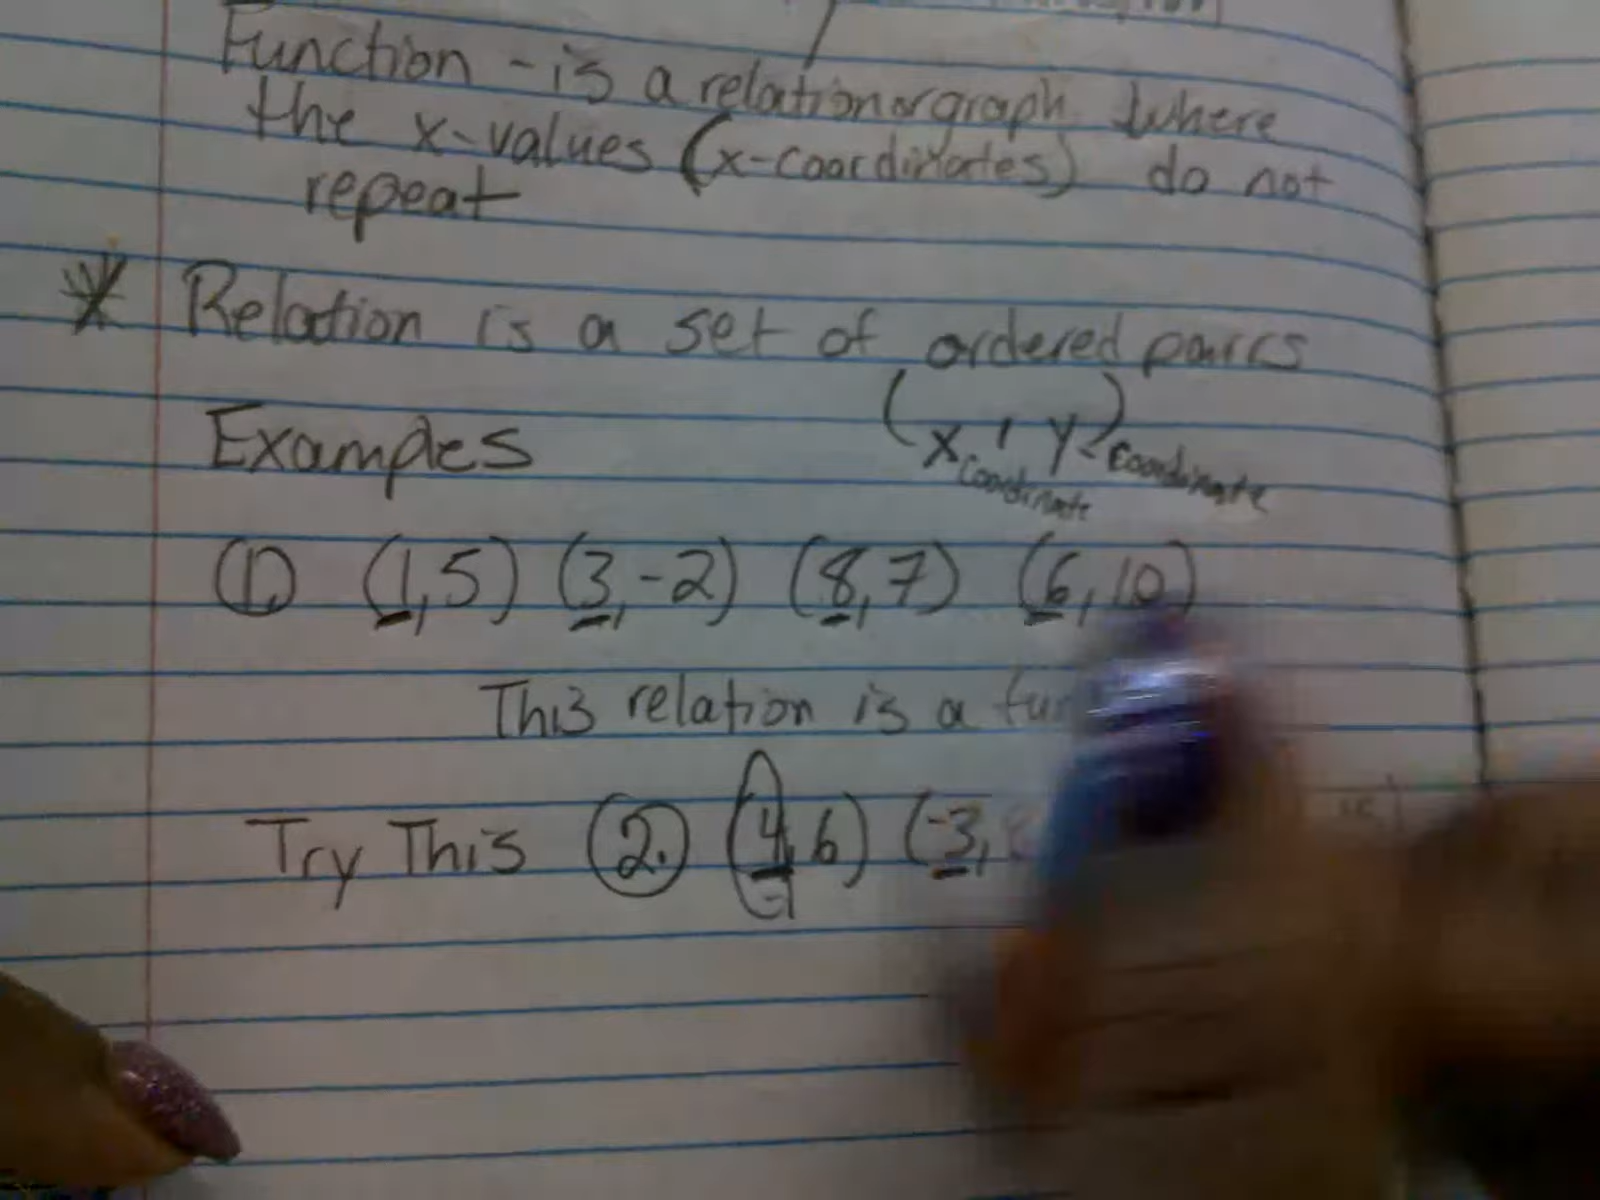 Function - is a relation or graph where
the x-values (x-coordinates) do not
repeat
* Relation is a set of ordered pairs
Examples
(x, y)
coordinate coordinate
1. (1,5) (3,-2) (8,7) (6,10)
This relation is a
Try This 2. (4,6) (-3,